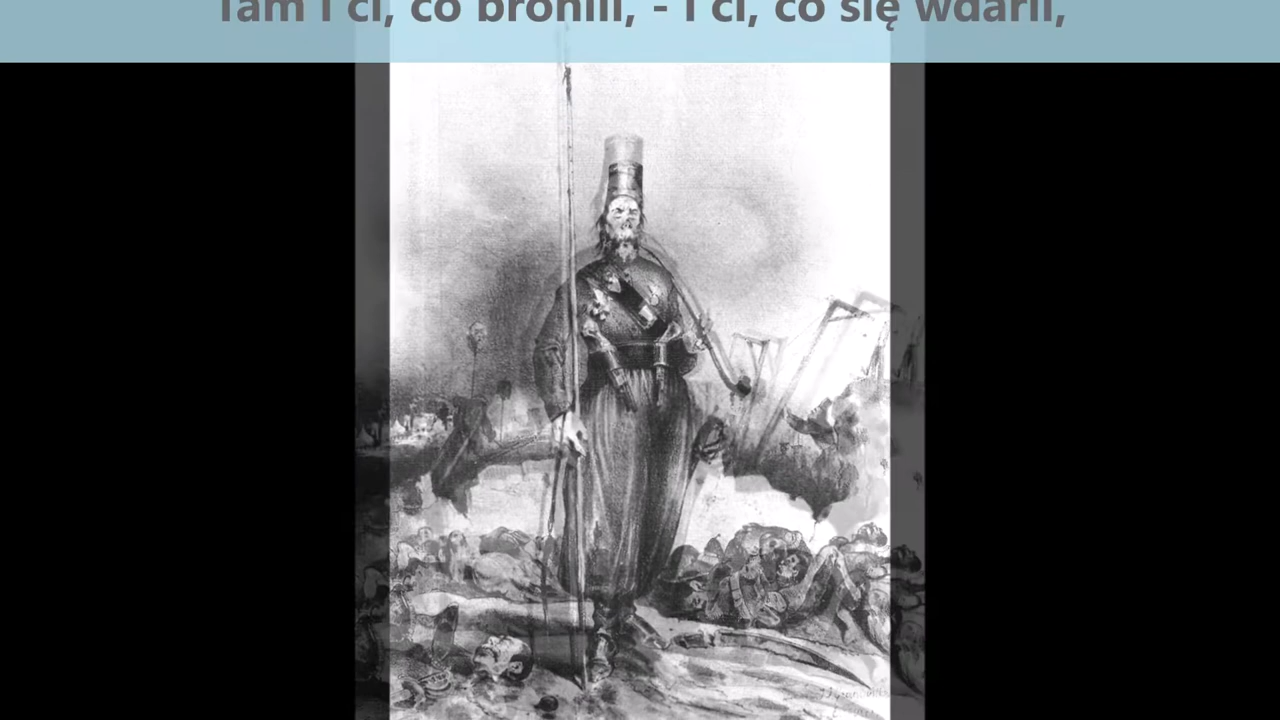 Tam i ci, co bronili, - i ci, co się wdarli,